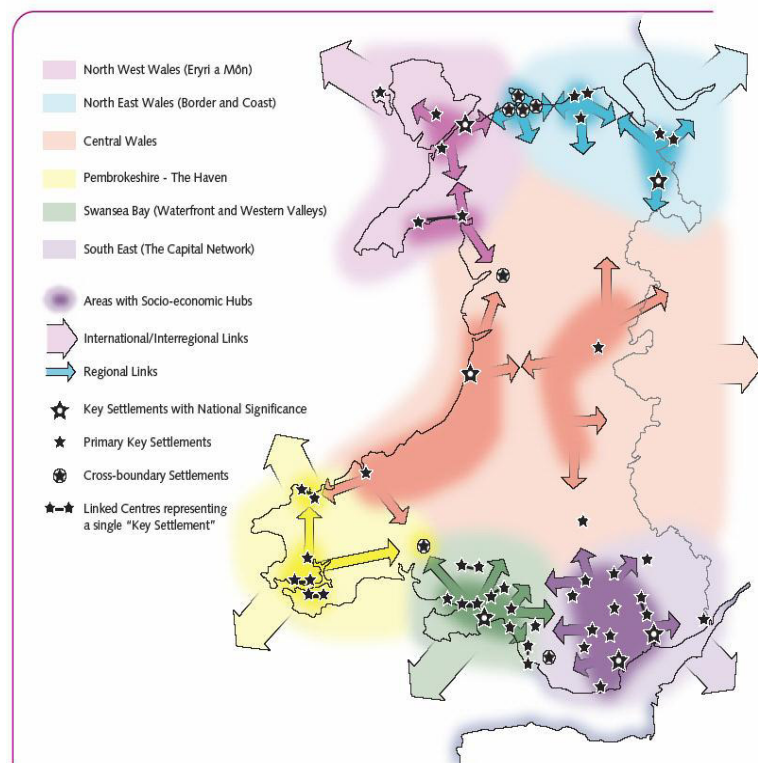 North West Wales (Eryri a Môn)
North East Wales (Border and Coast)
Central Wales
Pembrokeshire - The Haven
Swansea Bay (Waterfront and Western Valleys)
South East (The Capital Network)
Areas with Socio-economic Hubs
International/Interregional Links
Regional Links
Key Settlements with National Significance
Primary Key Settlements
Cross-boundary Settlements
Linked Centres representing
a single “Key Settlement”